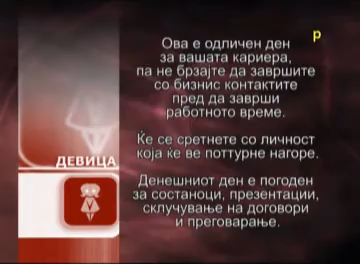 р
Ова е одличен ден
за вашата кариера,
па не брзајте да завршите
со бизнис контактите
пред да заврши
работното време.
Ќе се сретнете со личност
која ќе ве поттурне нагоре.
ДЕВИЦА
Денешниот ден е погоден
за состаноци, презентации,
склучување на договори
и преговарање.